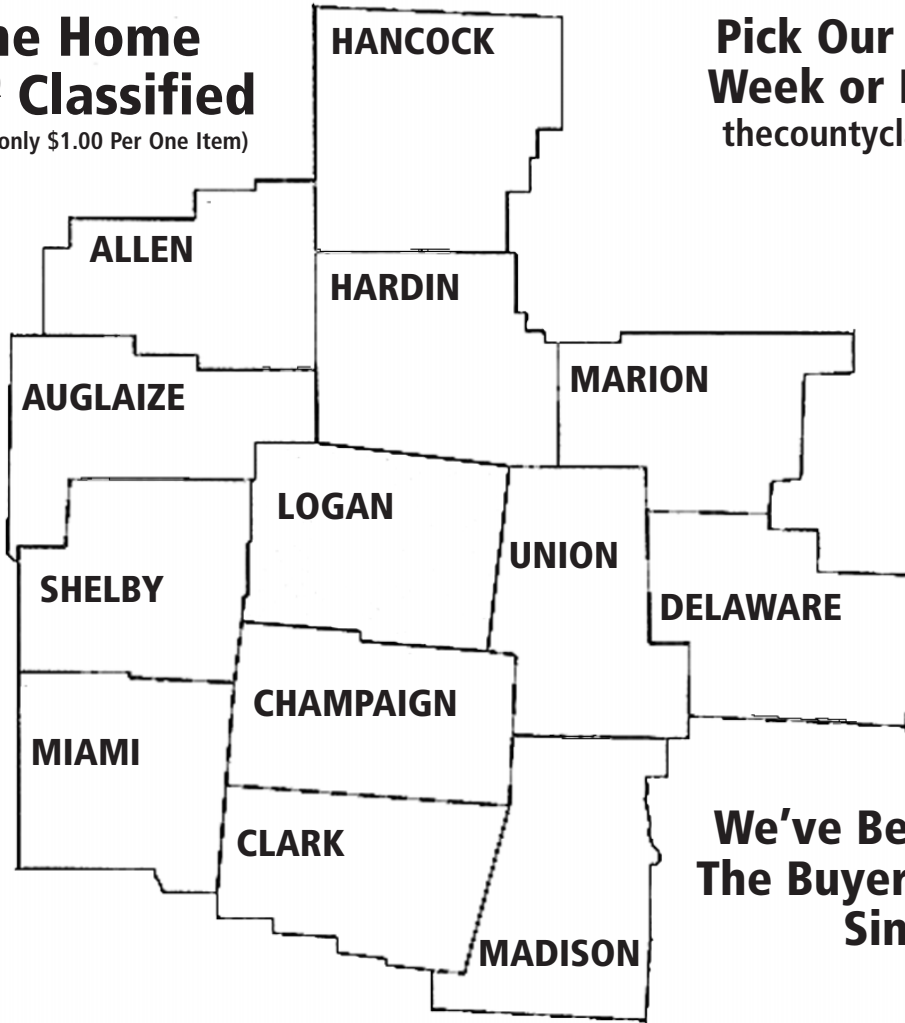 ne Home
Classified
only $1.00 Per One Item)
Pick Our
Week or
thecountycl
HANCOCK
ALLEN
HARDIN
AUGLAIZE
MARION
LOGAN
UNION
SHELBY
DELAWARE
CHAMPAIGN
MIAMI
CLARK
MADISON
We've Be
The Buyer
Sin